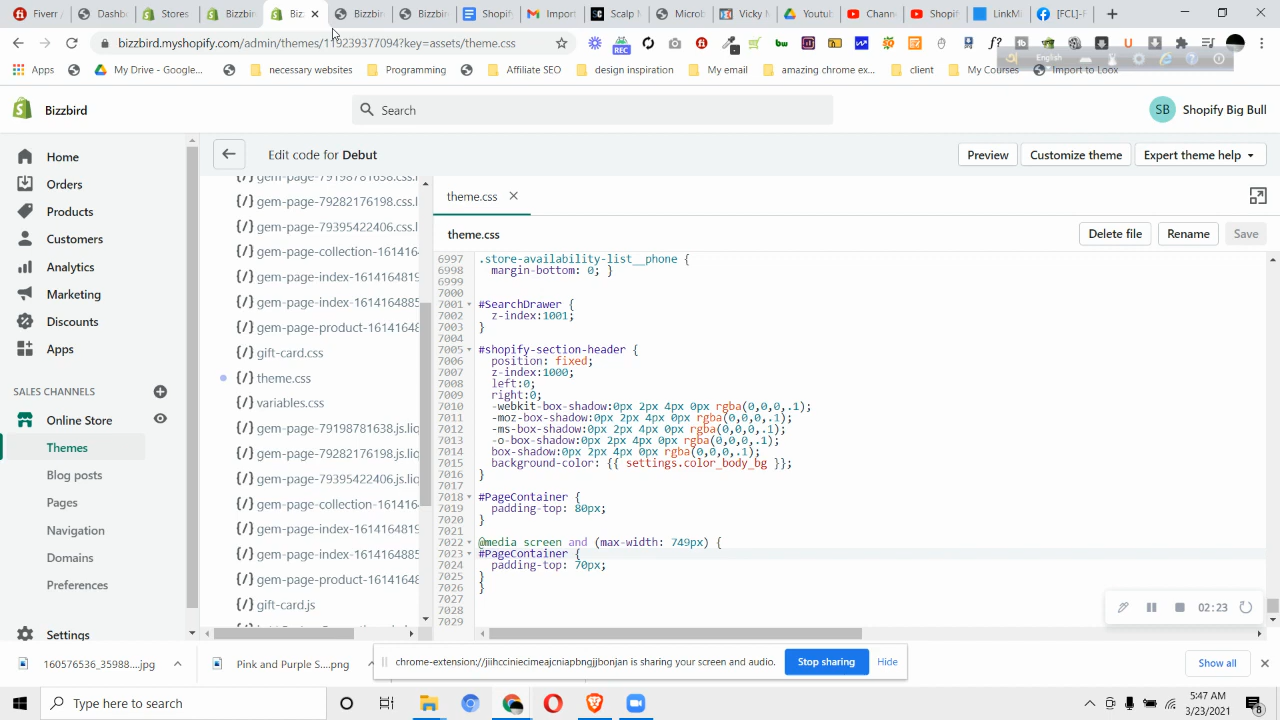 Fiverr
Dashb
Stores
Bizzbir
Biz
Bizzbir
Bizzbir
Shopif
Import
Scalp M
Microb
Vicky M
Youtub
Chann
Shopif
LinkMi
[FCL]-F
bizzbird.myshopify.com/admin/themes/119239377094?key=assets/theme.css
REC
English
Apps
My Drive - Google...
necessary website
Programming
Affiliate SEO
design inspiration
My email
amazing chrome ex...
client
My Courses
Import to Loox
Bizzbird
Search
SB
Shopify Big Bull
Home
Orders
Products
Customers
Analytics
Marketing
Discounts
Apps
SALES CHANNELS
Online Store
Themes
Blog posts
Pages
Navigation
Domains
Preferences
Settings
Edit code for Debut
Preview
Customize theme
Expert theme help
{/} gem-page-79198781638.css.l
{/} gem-page-79282176198.css.l
{/} gem-page-79395422406.css.l
{/} gem-page-collection-161416
{/} gem-page-index-1614164819
{/} gem-page-index-1614164885
{/} gem-page-product-1614164
{/} gift-card.css
{/} theme.css
{/} variables.css
{/} gem-page-79198781638.js.liq
{/} gem-page-79282176198.js.liq
{/} gem-page-79395422406.js.liq
{/} gem-page-collection-161416
{/} gem-page-index-1614164819
{/} gem-page-index-1614164885
{/} gem-page-product-1614164
{/} gift-card.js
theme.css
theme.css
Delete file
Rename
Save
6997 .store-availability-list__phone {
6998 margin-bottom: 0; }
6999
7000
7001 #SearchDrawer {
7002 z-index:1001;
7003 }
7004
7005 #shopify-section-header {
7006 position: fixed;
7007 z-index:1000;
7008 left:0;
7009 right:0;
7010 -webkit-box-shadow:0px 2px 4px 0px rgba(0,0,0,.1);
7011 -moz-box-shadow:0px 2px 4px 0px rgba(0,0,0,.1);
7012 -ms-box-shadow:0px 2px 4px 0px rgba(0,0,0,.1);
7013 -o-box-shadow:0px 2px 4px 0px rgba(0,0,0,.1);
7014 box-shadow:0px 2px 4px 0px rgba(0,0,0,.1);
7015 background-color: {{ settings.color_body_bg }};
7016 }
7017
7018 #PageContainer {
7019 padding-top: 80px;
7020 }
7021
7022 @media screen and (max-width: 749px) {
7023 #PageContainer {
7024 padding-top: 70px;
7025 }
7026 }
7027
7028
7029
02:23
160576536_35988....jpg
Pink and Purple S....png
chrome-extension://jiihcciniecimeajcniapbngjjbonjan is sharing your screen and audio.
Stop sharing
Hide
Show all
Type here to search
5:47 AM
3/23/2021
8